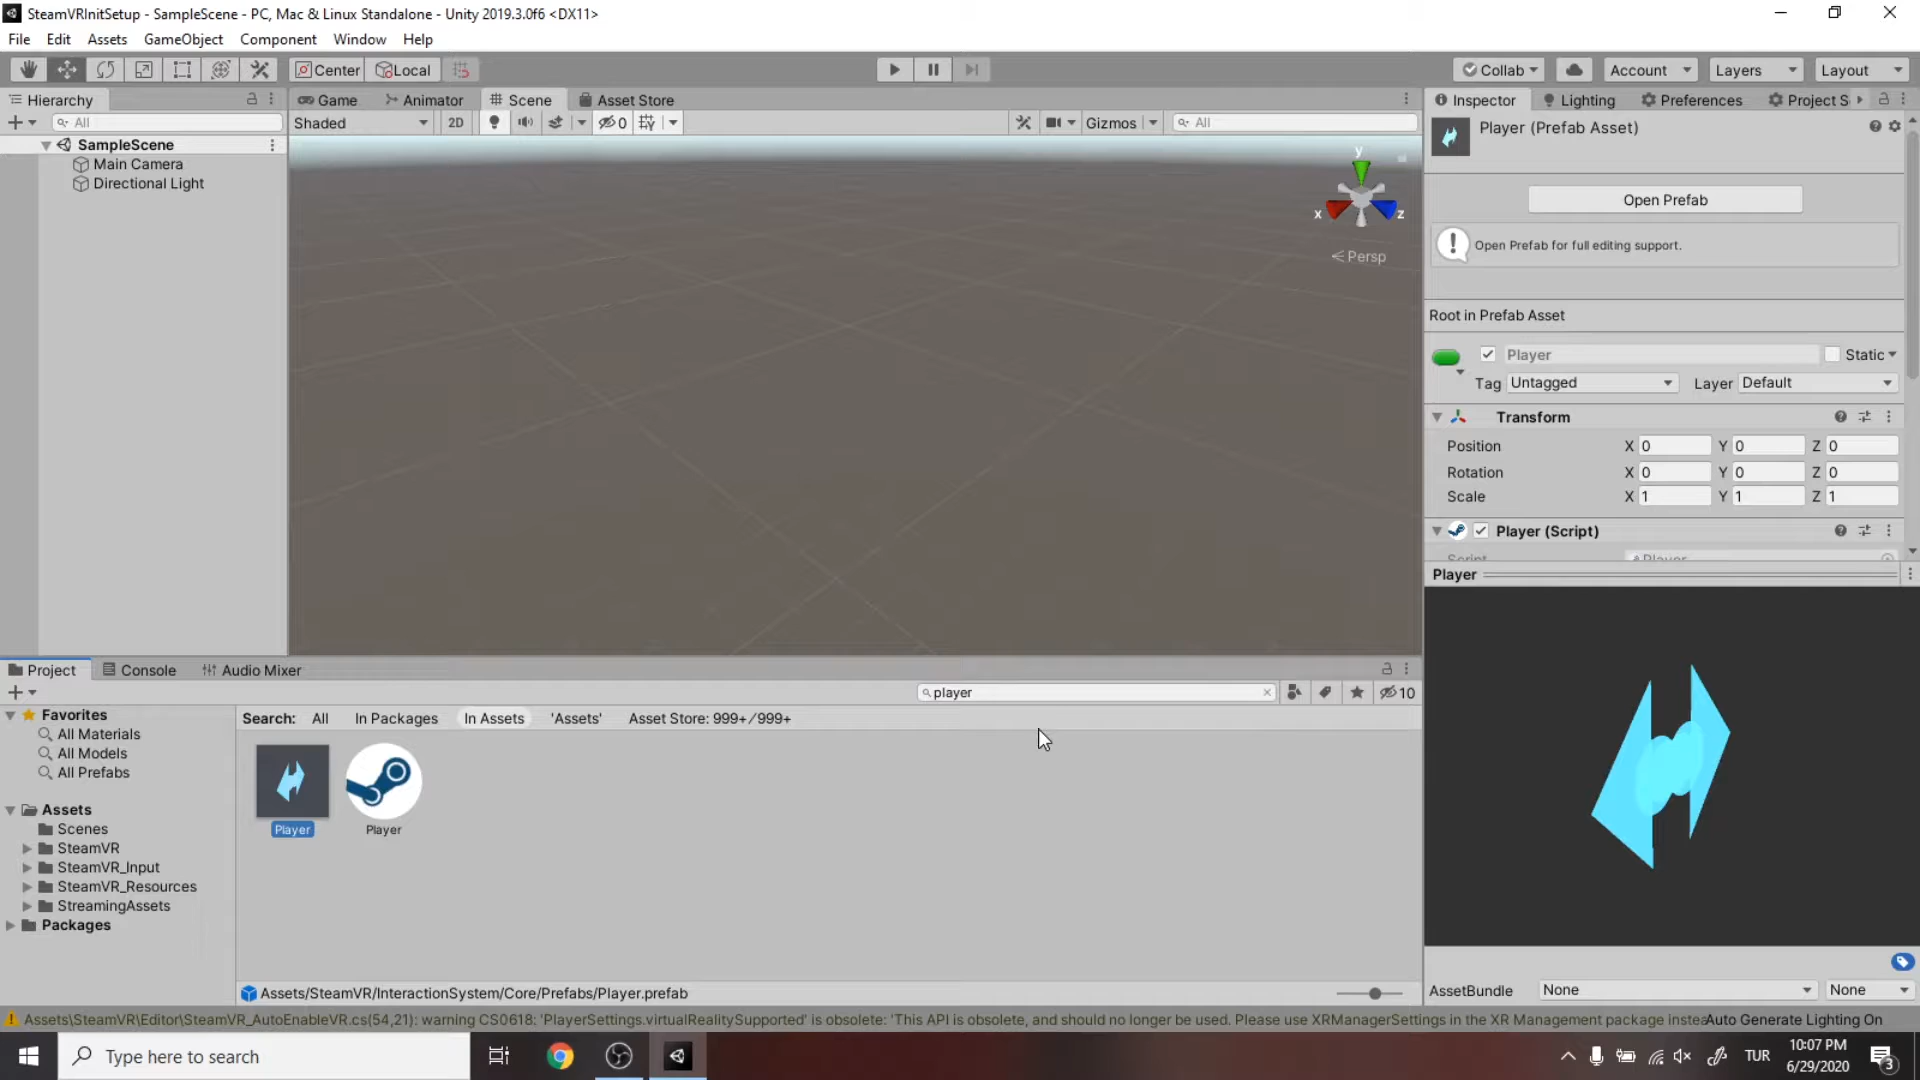 SteamVRInitSetup - SampleScene - PC, Mac & Linux Standalone - Unity 2019.3.0f6 <DX11>
File Edit Assets GameObject Component Window Help
Center Local Collab Account Layers Layout
Hierarchy Game Animator Scene Asset Store Inspector Lighting Preferences Project S
All Shaded 2D 0 Gizmos All
Player (Prefab Asset)
SampleScene
Main Camera
Directional Light
y
x z
Persp
Open Prefab
Open Prefab for full editing support.
Root in Prefab Asset
Player Static
Tag Untagged Layer Default
Transform
Position X 0 Y 0 Z 0
Rotation X 0 Y 0 Z 0
Scale X 1 Y 1 Z 1
Player (Script)
Script Player
Player
Project Console Audio Mixer
player 10
Favorites
All Materials
All Models
All Prefabs
Assets
Scenes
SteamVR
SteamVR_Input
SteamVR_Resources
StreamingAssets
Packages
Search: All In Packages In Assets 'Assets' Asset Store: 999+/999+
Player Player
Assets/SteamVR/InteractionSystem/Core/Prefabs/Player.prefab
AssetBundle None None
Assets\SteamVR\Editor\SteamVR_AutoEnableVR.cs(54,21): warning CS0618: 'PlayerSettings.virtualRealitySupported' is obsolete: 'This API is obsolete, and should no longer be used. Please use XRManagerSettings in the XR Management package instea
Auto Generate Lighting On
Type here to search
TUR
10:07 PM
6/29/2020
3